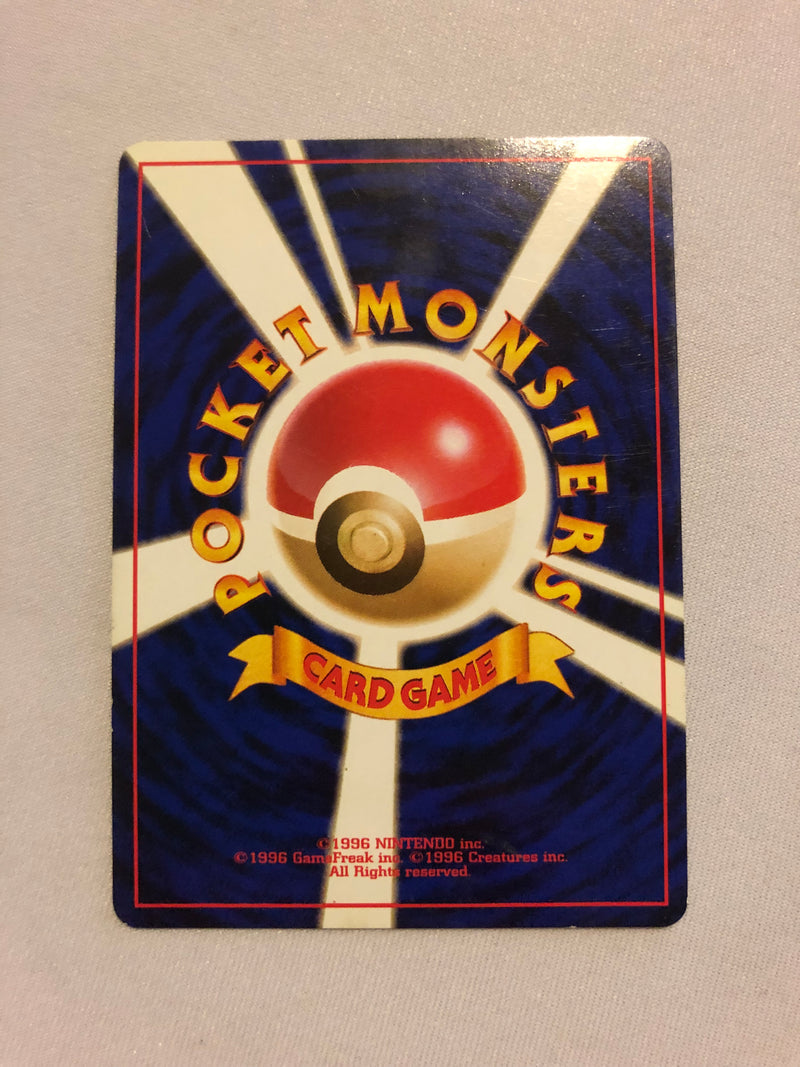 POCKET MONSTERS
CARD GAME
©1996 NINTENDO inc.
©1996 GameFreak inc. ©1996 Creatures inc.
All Rights reserved.